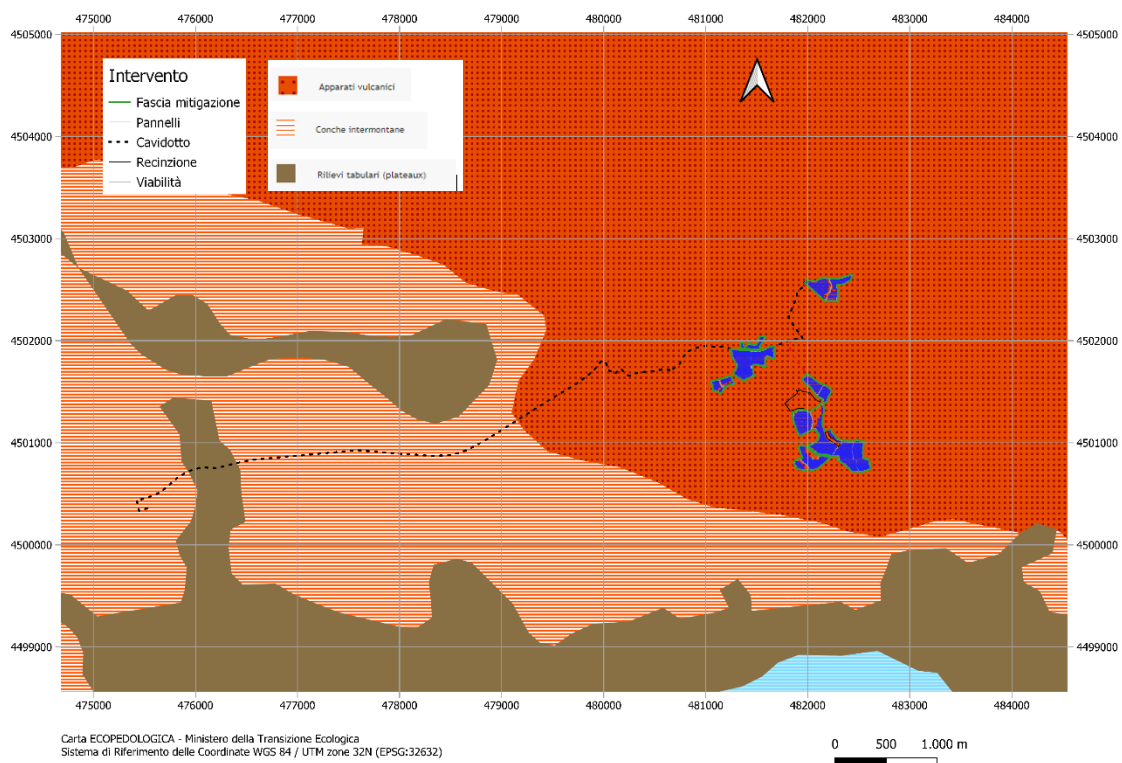 475000 476000 477000 478000 479000 480000 481000 482000 483000 484000
4505000 4505000
Intervento
Fascia mitigazione
Pannelli
Cavidotto
Recinzione
Viabilità
Apparati vulcanici
Conche intermontane
Rilievi tabulari (plateaux)
4504000 4504000
4503000 4503000
4502000 4502000
4501000 4501000
4500000 4500000
4499000 4499000
475000 476000 477000 478000 479000 480000 481000 482000 483000 484000
Carta ECOPEDOLOGICA - Ministero della Transizione Ecologica
Sistema di Riferimento delle Coordinate WGS 84 / UTM zone 32N (EPSG:32632)
0 500 1.000 m